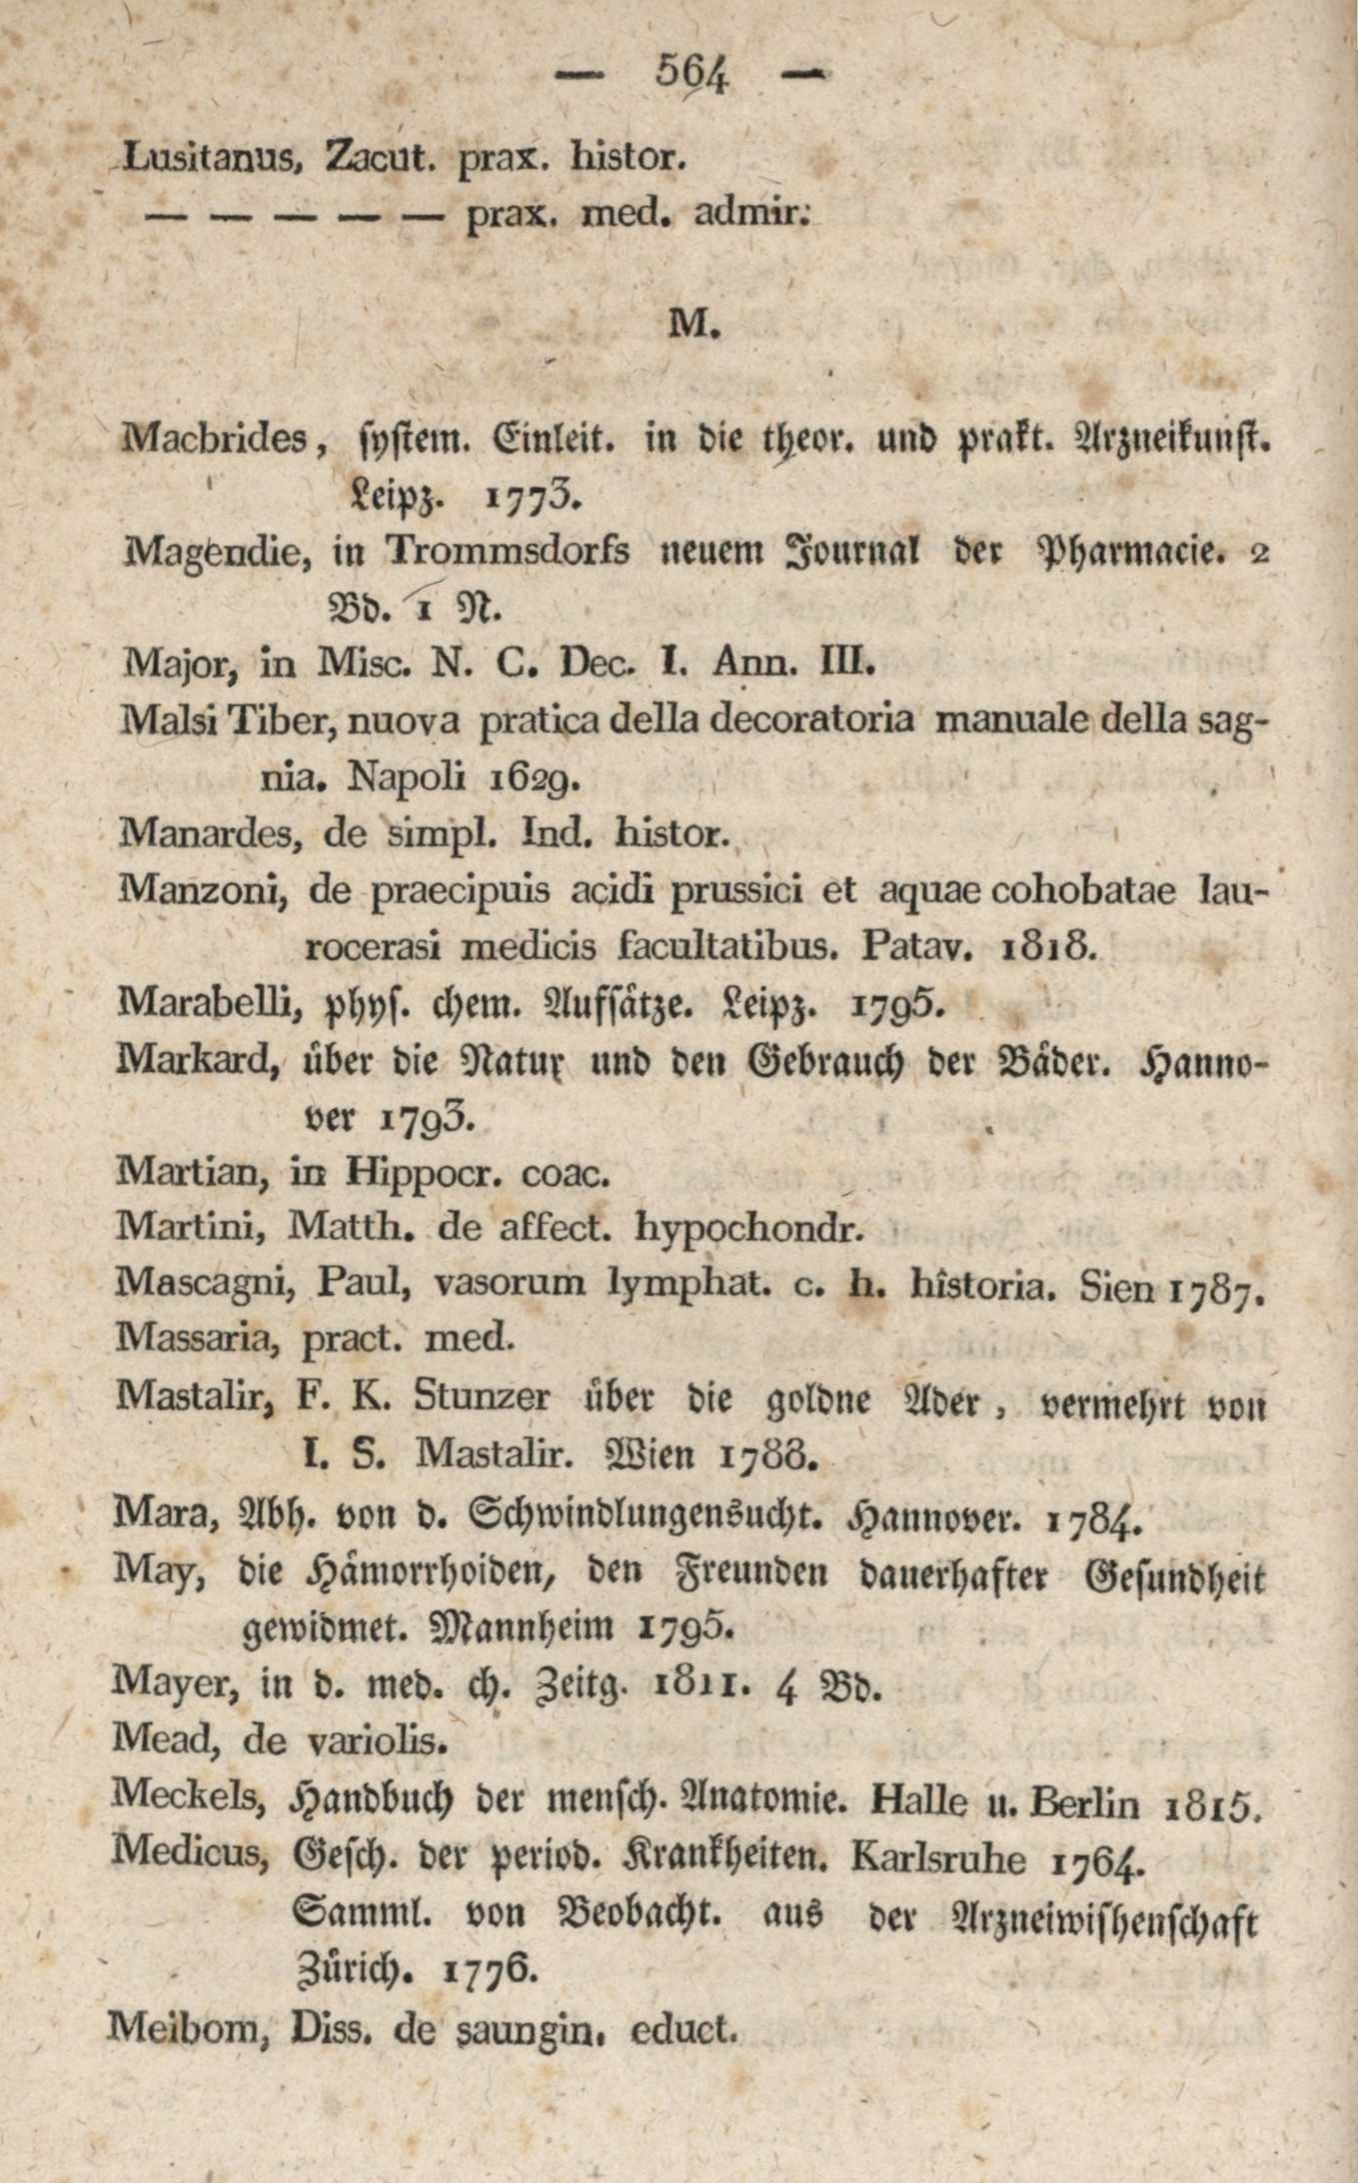 — 564 —
Lusitanus, Zacut. prax. histor.
— — — — — prax. med. admir.
M.
Macbrides, system. Einleit. in die theor. und prakt. Arzneikunst.
Leipz. 1773.
Magendie, in Trommsdorfs neuem Journal der Pharmacie. 2
Bd. 1 N.
Major, in Misc. N. C. Dec. I. Ann. III.
Malsi Tiber, nuova pratica della decoratoria manuale della sag-
nia. Napoli 1629.
Manardes, de simpl. Ind. histor.
Manzoni, de praecipuis acidi prussici et aquae cohobatae lau-
rocerasi medicis facultatibus. Patav. 1818.
Marabelli, phys. chem. Aufsätze. Leipz. 1795.
Markard, über die Natur und den Gebrauch der Bäder. Hanno-
ver 1793.
Martian, in Hippocr. coac.
Martini, Matth. de affect. hypochondr.
Mascagni, Paul, vasorum lymphat. c. h. historia. Sien 1787.
Massaria, pract. med.
Mastalir, F. K. Stunzer über die goldne Ader, vermehrt von
I. S. Mastalir. Wien 1788.
Mara, Abh. von d. Schwindlungensucht. Hannover. 1784.
May, die Hämorrhoiden, den Freunden dauerhafter Gesundheit
gewidmet. Mannheim 1795.
Mayer, in d. med. ch. Zeitg. 1811. 4 Bd.
Mead, de variolis.
Meckels, Handbuch der mensch. Anatomie. Halle u. Berlin 1815.
Medicus, Gesch. der period. Krankheiten. Karlsruhe 1764.
Samml. von Beobacht. aus der Arzneiwishenschaft
Zürich. 1776.
Meibom, Diss. de saungin. educt.